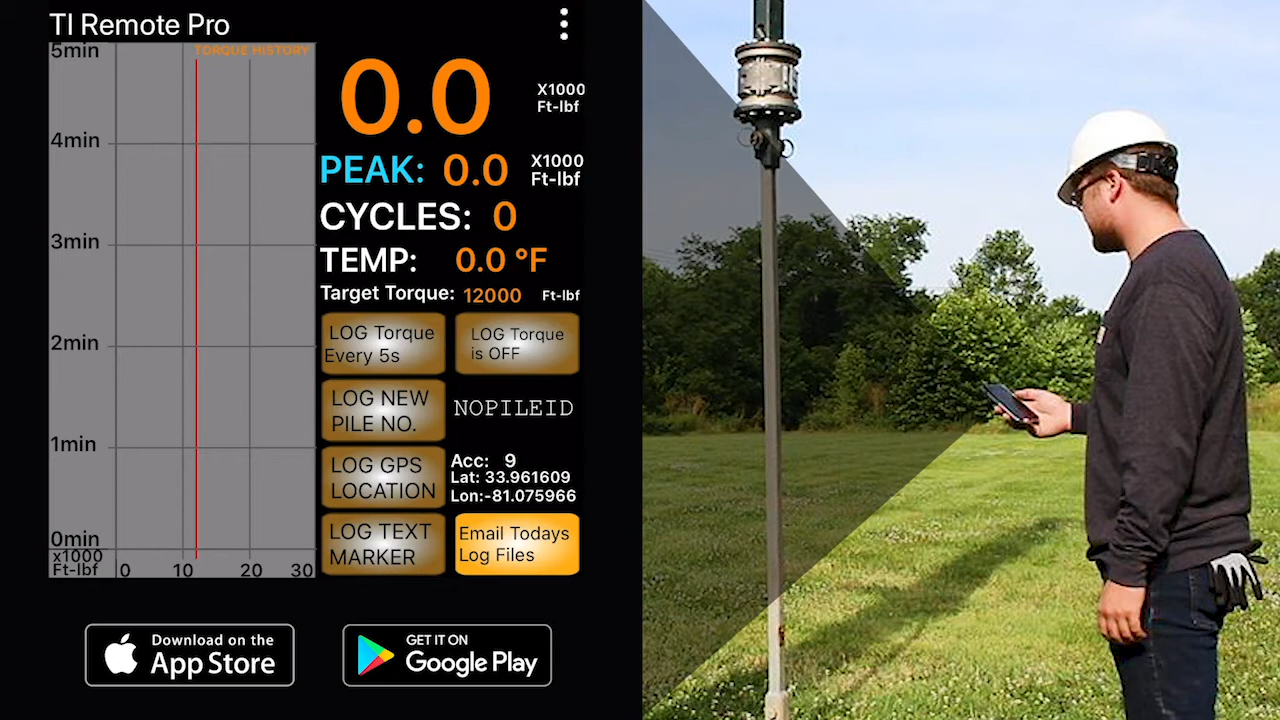 TI Remote Pro
5min
TORQUE HISTORY
4min
3min
2min
1min
0min
x1000
Ft-lbf
0 10 20 30
0.0 X1000
Ft-lbf
PEAK: 0.0 X1000
Ft-lbf
CYCLES: 0
TEMP: 0.0 °F
Target Torque: 12000 Ft-lbf
LOG Torque
Every 5s
LOG Torque
is OFF
LOG NEW
PILE NO.
NOPILEID
LOG GPS
LOCATION
Acc: 9
Lat: 33.961609
Lon:-81.075966
LOG TEXT
MARKER
Email Todays
Log Files
Download on the
App Store
GET IT ON
Google Play